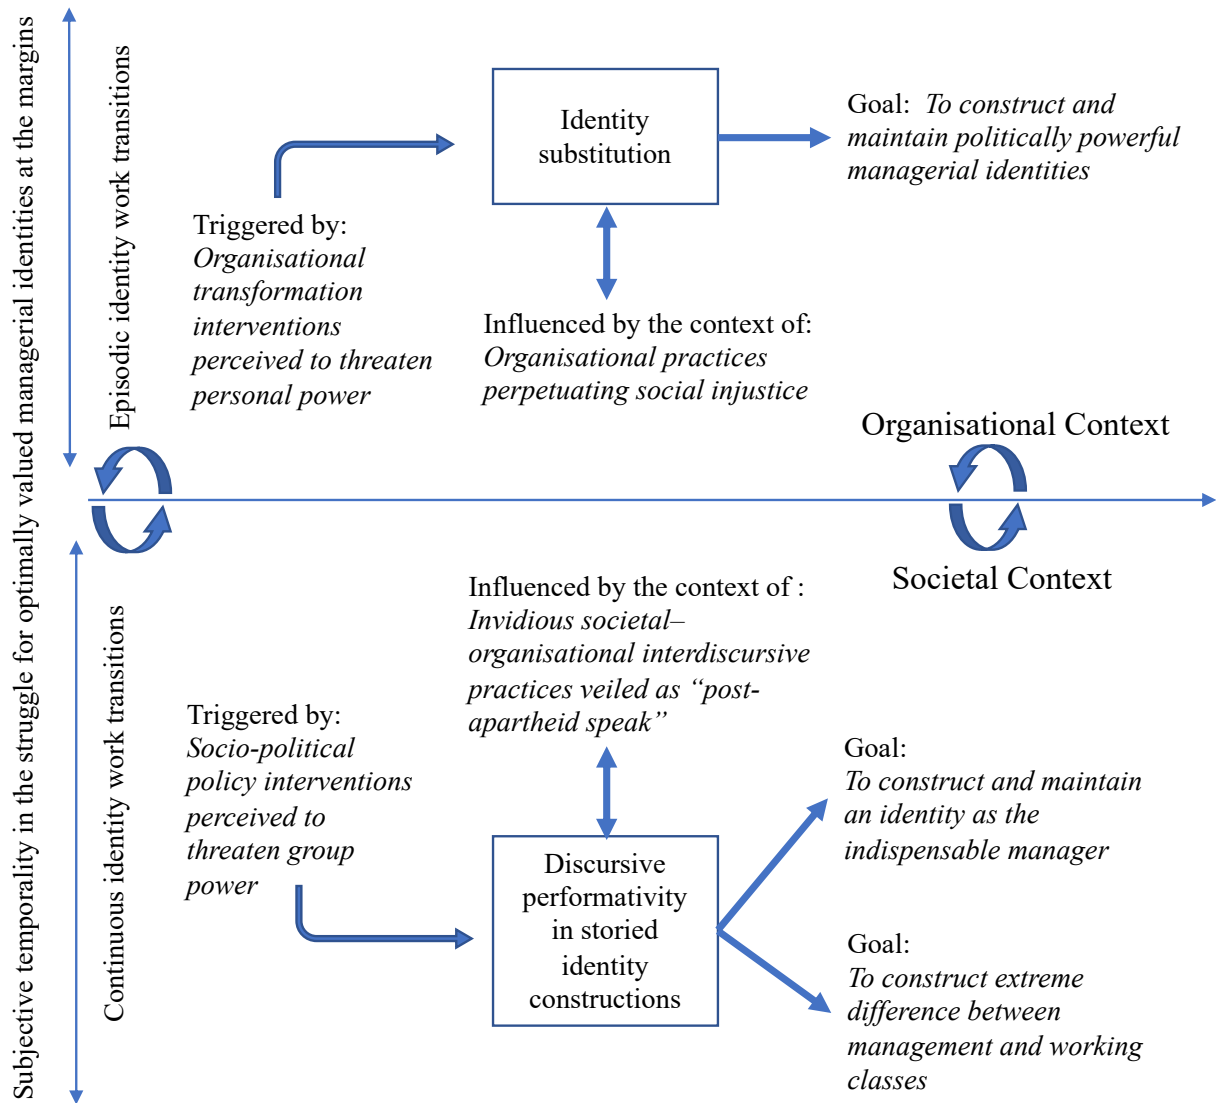 Subjective temporality in the struggle for optimally valued managerial identities at the margins
Episodic identity work transitions
Identity
substitution
Goal:  To construct and
maintain politically powerful
managerial identities
Triggered by:
Organisational
transformation
interventions
perceived to threaten
personal power
Influenced by the context of:
Organisational practices
perpetuating social injustice
Organisational Context
Societal Context
Continuous identity work transitions
Influenced by the context of :
Invidious societal–
organisational interdiscursive
practices veiled as “post-
apartheid speak”
Triggered by:
Socio-political
policy interventions
perceived to
threaten group
power
Discursive
performativity
in storied
identity
constructions
Goal:
To construct and maintain
an identity as the
indispensable manager
Goal:
To construct extreme
difference between
management and working
classes